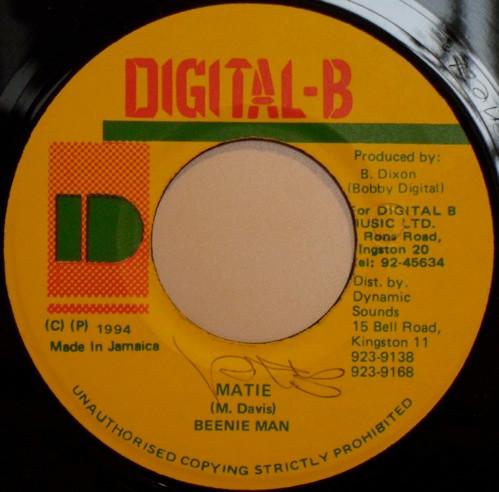 DIGITAL-B
D
Produced by:
B. Dixon
(Bobby Digital)
For DIGITAL B
MUSIC LTD.
Rons Road,
Kingston 20
Tel: 92-45634
Dist. by:
Dynamic
Sounds
15 Bell Road,
Kingston 11
923-9138
923-9168
(C) (P) 1994
Made In Jamaica
MATIE
(M. Davis)
BEENIE MAN
UNAUTHORISED COPYING STRICTLY PROHIBITED